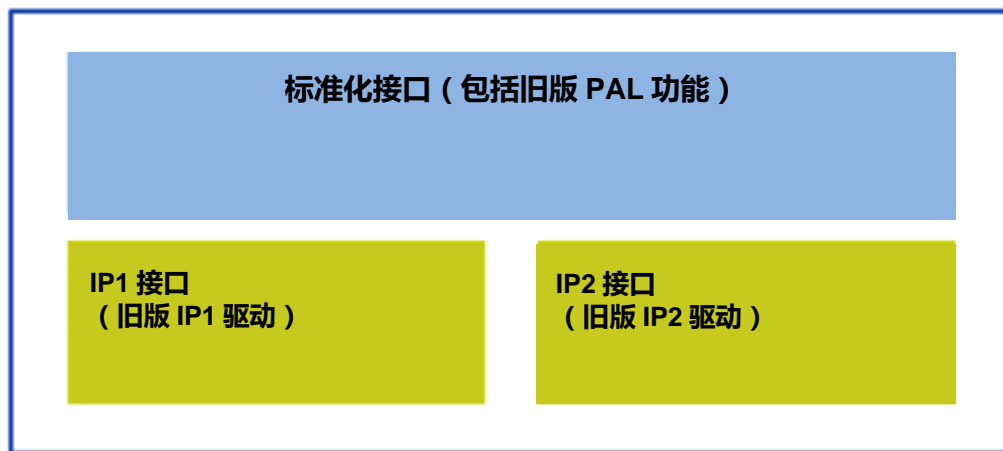 标准化接口（包括旧版 PAL 功能）
IP1 接口
（旧版 IP1 驱动）
IP2 接口
（旧版 IP2 驱动）